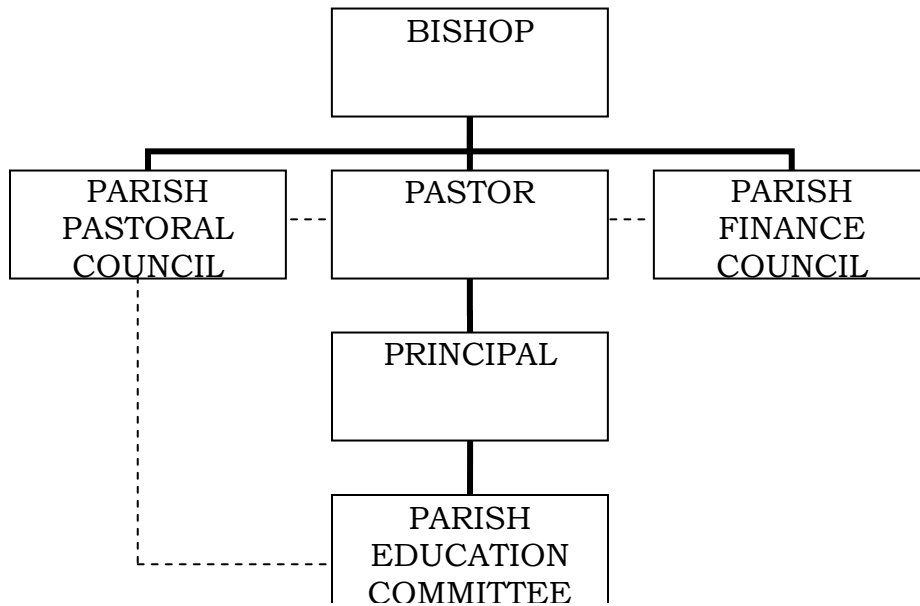 BISHOP
PARISH
PASTORAL
COUNCIL
PASTOR
PARISH
FINANCE
COUNCIL
PRINCIPAL
PARISH
EDUCATION
COMMITTEE